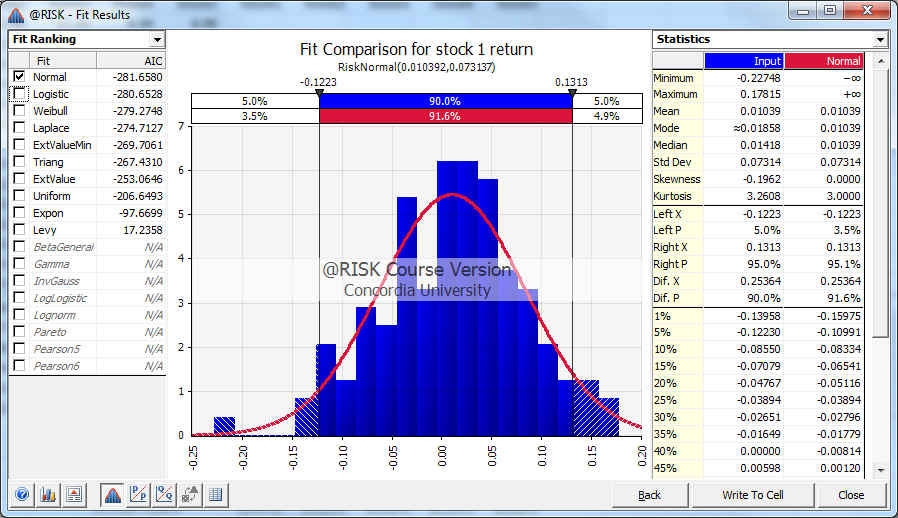 @RISK - Fit Results
Fit Ranking
Fit AIC
Normal -281.6580
Logistic -280.6528
Weibull -279.2748
Laplace -274.7127
ExtValueMin -269.7061
Triang -267.4310
ExtValue -253.0646
Uniform -206.6493
Expon -97.6699
Levy 17.2358
BetaGeneral N/A
Gamma N/A
InvGauss N/A
LogLogistic N/A
Lognorm N/A
Pareto N/A
Pearson5 N/A
Pearson6 N/A
Fit Comparison for stock 1 return
RiskNormal(0.010392,0.073137)
-0.1223 0.1313
5.0% 90.0% 5.0%
3.5% 91.6% 4.9%
7
6
5
4
3
2
1
0
@RISK Course Version
Concordia University
-0.25 -0.20 -0.15 -0.10 -0.05 0.00 0.05 0.10 0.15 0.20
Statistics
Input Normal
Minimum -0.22748 −∞
Maximum 0.17815 +∞
Mean 0.01039 0.01039
Mode ≈0.01858 0.01039
Median 0.01418 0.01039
Std Dev 0.07314 0.07314
Skewness -0.1962 0.0000
Kurtosis 3.2608 3.0000
Left X -0.1223 -0.1223
Left P 5.0% 3.5%
Right X 0.1313 0.1313
Right P 95.0% 95.1%
Dif. X 0.25364 0.25364
Dif. P 90.0% 91.6%
1% -0.13958 -0.15975
5% -0.12230 -0.10991
10% -0.08550 -0.08334
15% -0.07079 -0.06541
20% -0.04767 -0.05116
25% -0.03894 -0.03894
30% -0.02651 -0.02796
35% -0.01649 -0.01779
40% 0.00000 -0.00814
45% 0.00598 0.00120
P/P Q/Q
Back Write To Cell Close